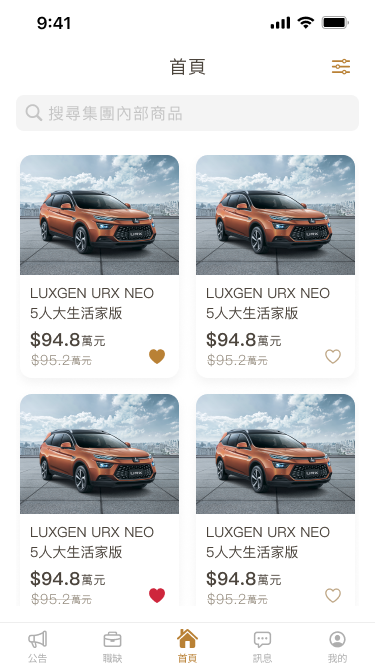 9:41
首頁
搜尋集團內部商品
LUXGEN URX NEO
5人大生活家版
$94.8萬元
$95.2萬元
LUXGEN URX NEO
5人大生活家版
$94.8萬元
$95.2萬元
LUXGEN URX NEO
5人大生活家版
$94.8萬元
$95.2萬元
LUXGEN URX NEO
5人大生活家版
$94.8萬元
$95.2萬元
公告
職缺
首頁
訊息
我的